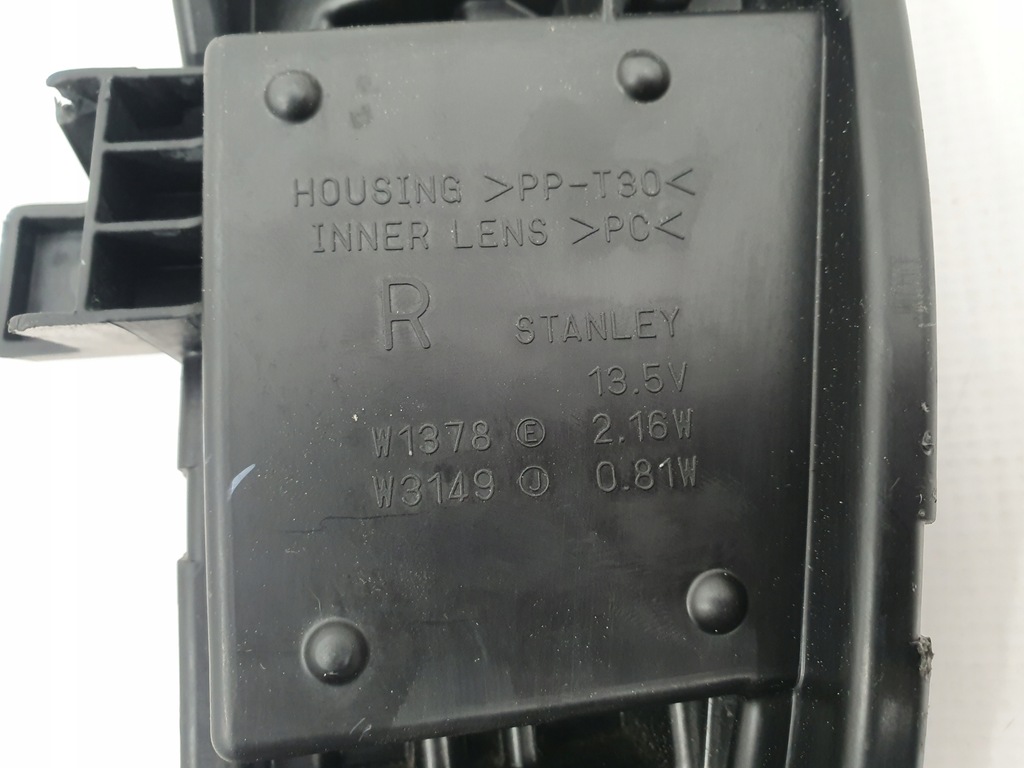 HOUSING >PP-T30<
INNER LENS >PC<
R STANLEY
13.5V
W1378 Ⓔ 2.16W
W3149 Ⓙ 0.81W